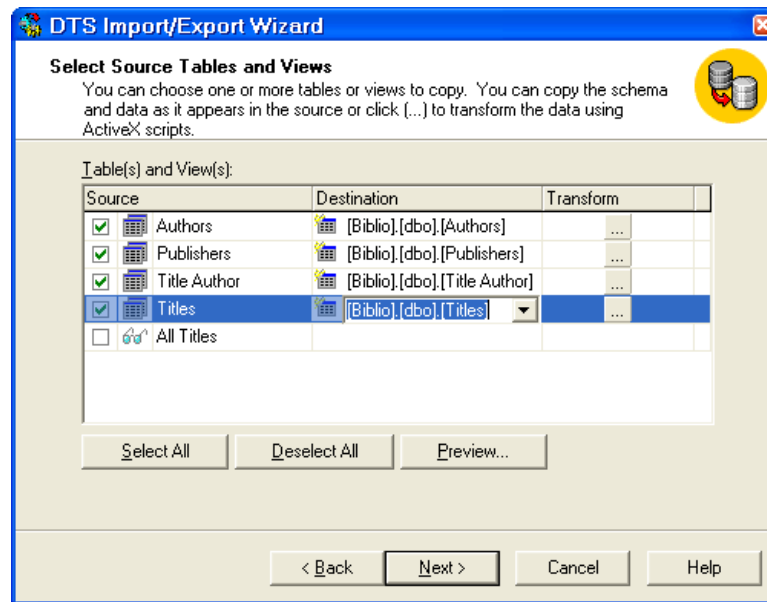 DTS Import/Export Wizard
Select Source Tables and Views
You can choose one or more tables or views to copy. You can copy the schema
and data as it appears in the source or click (...) to transform the data using
ActiveX scripts.
Table(s) and View(s):
Source Destination Transform
Authors [Biblio].[dbo].[Authors] ...
Publishers [Biblio].[dbo].[Publishers] ...
Title Author [Biblio].[dbo].[Title Author] ...
Titles [Biblio].[dbo].[Titles] ...
All Titles
Select All Deselect All Preview...
< Back Next > Cancel Help